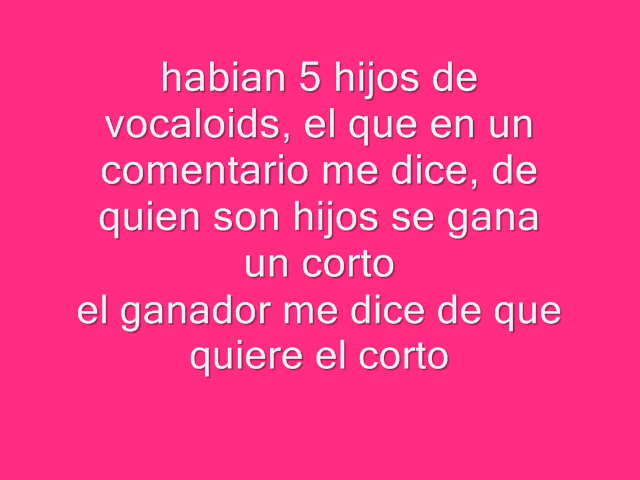 habian 5 hijos de
vocaloids, el que en un
comentario me dice, de
quien son hijos se gana
un corto
el ganador me dice de que
quiere el corto